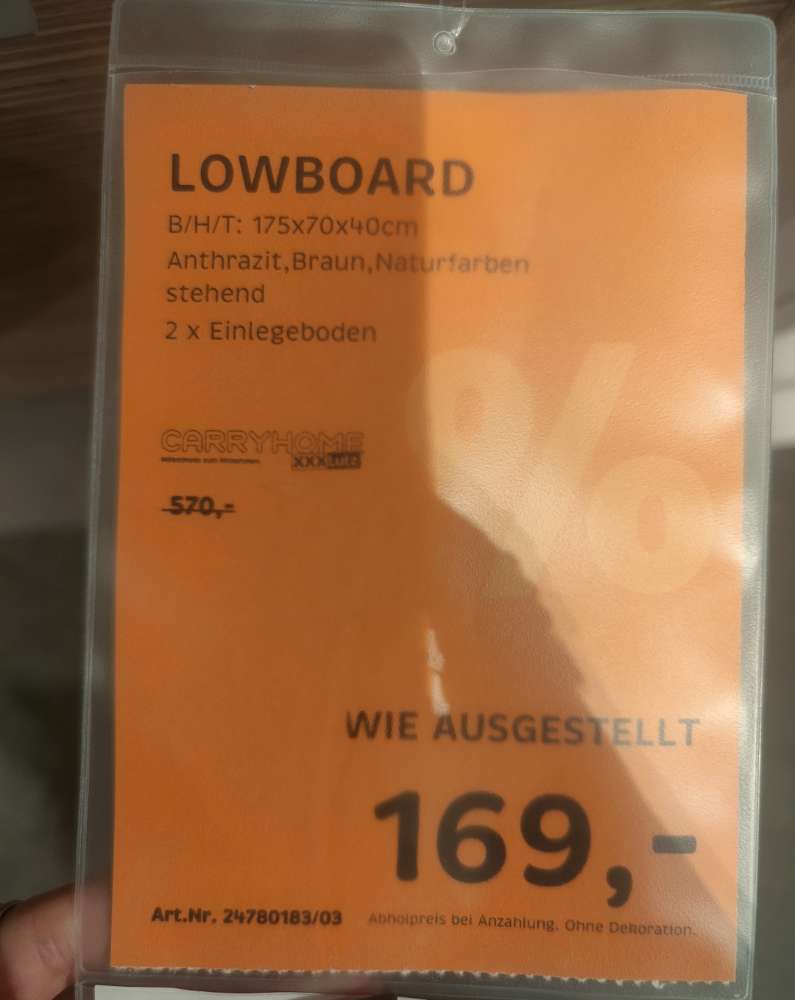 LOWBOARD
B/H/T: 175x70x40cm
Anthrazit,Braun,Naturfarben
stehend
2 x Einlegeboden
%
CARRYHOME
XXXLutz
570,-
WIE AUSGESTELLT
169,-
Art.Nr. 24780183/03
Abholpreis bei Anzahlung. Ohne Dekoration.